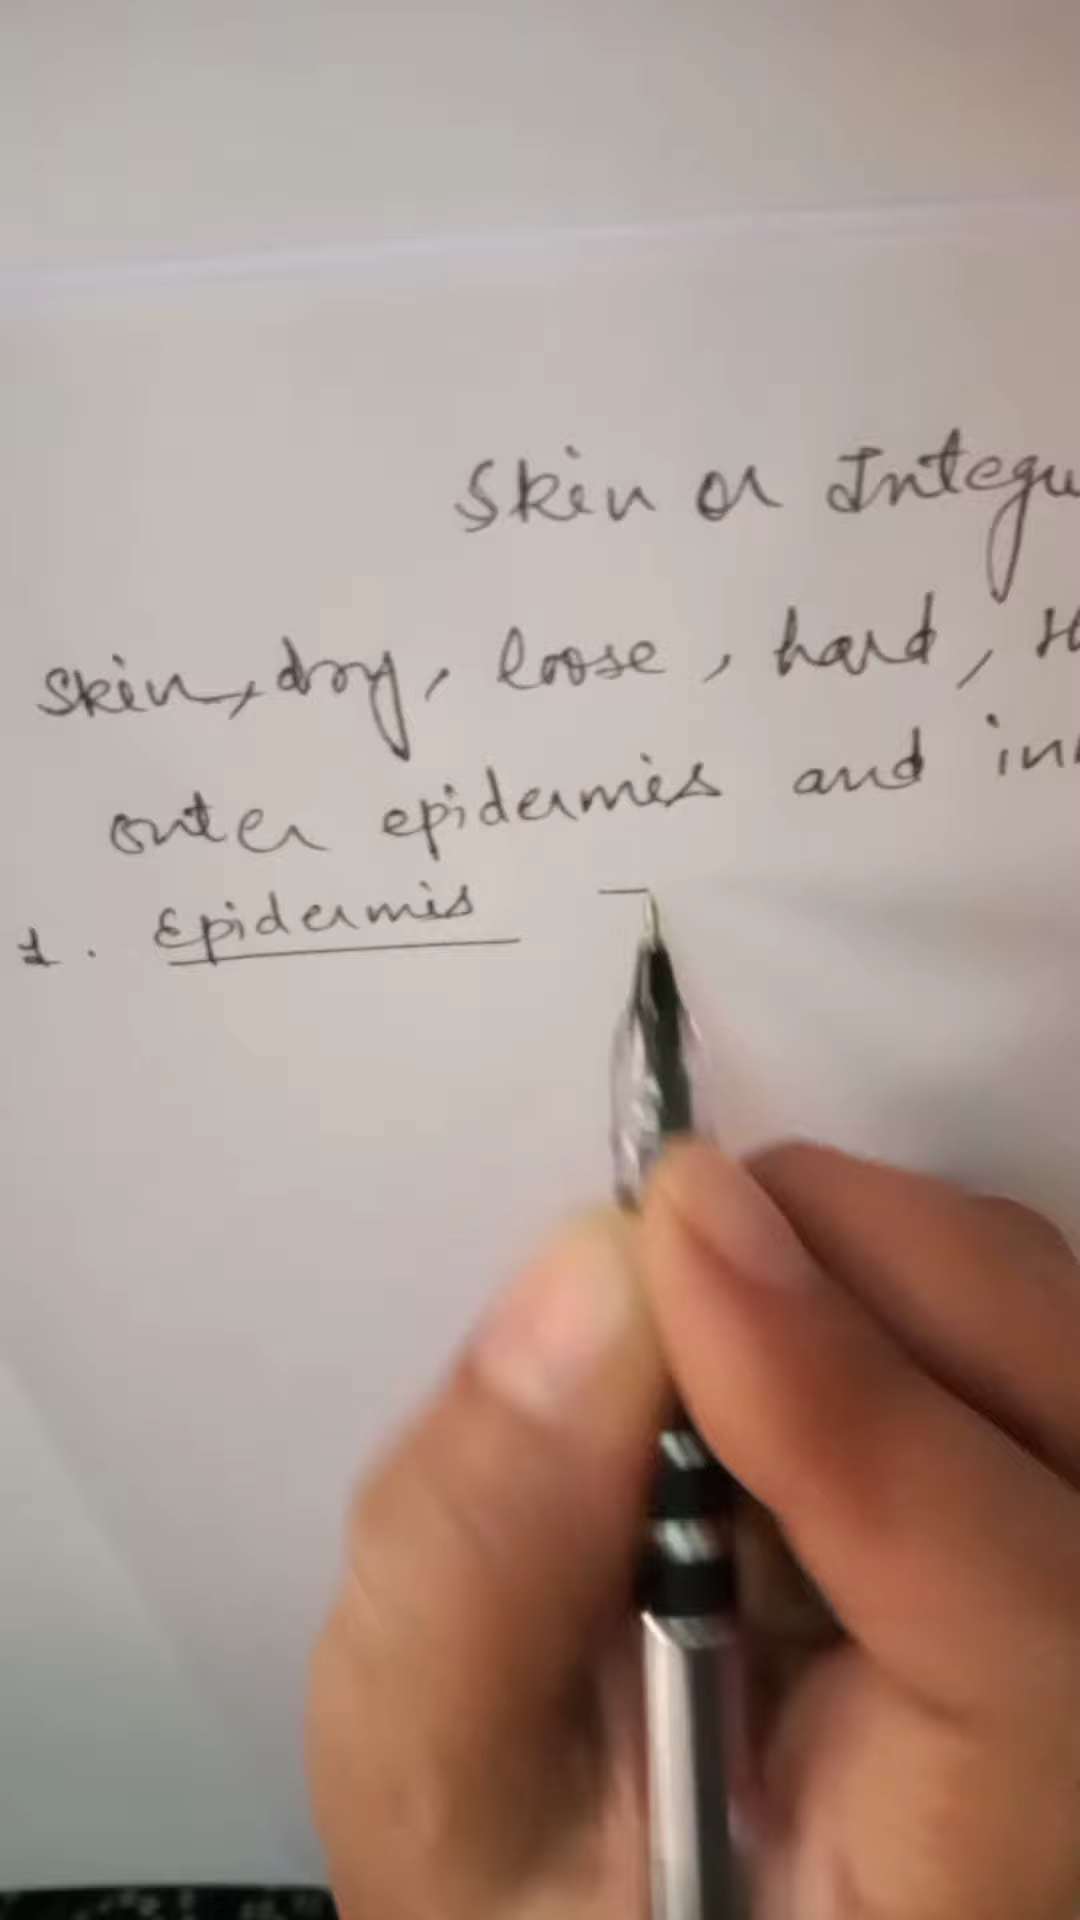 Skin or Integu
Skin, dry, loose, hard,
outer epidermis and in
1. Epidermis —